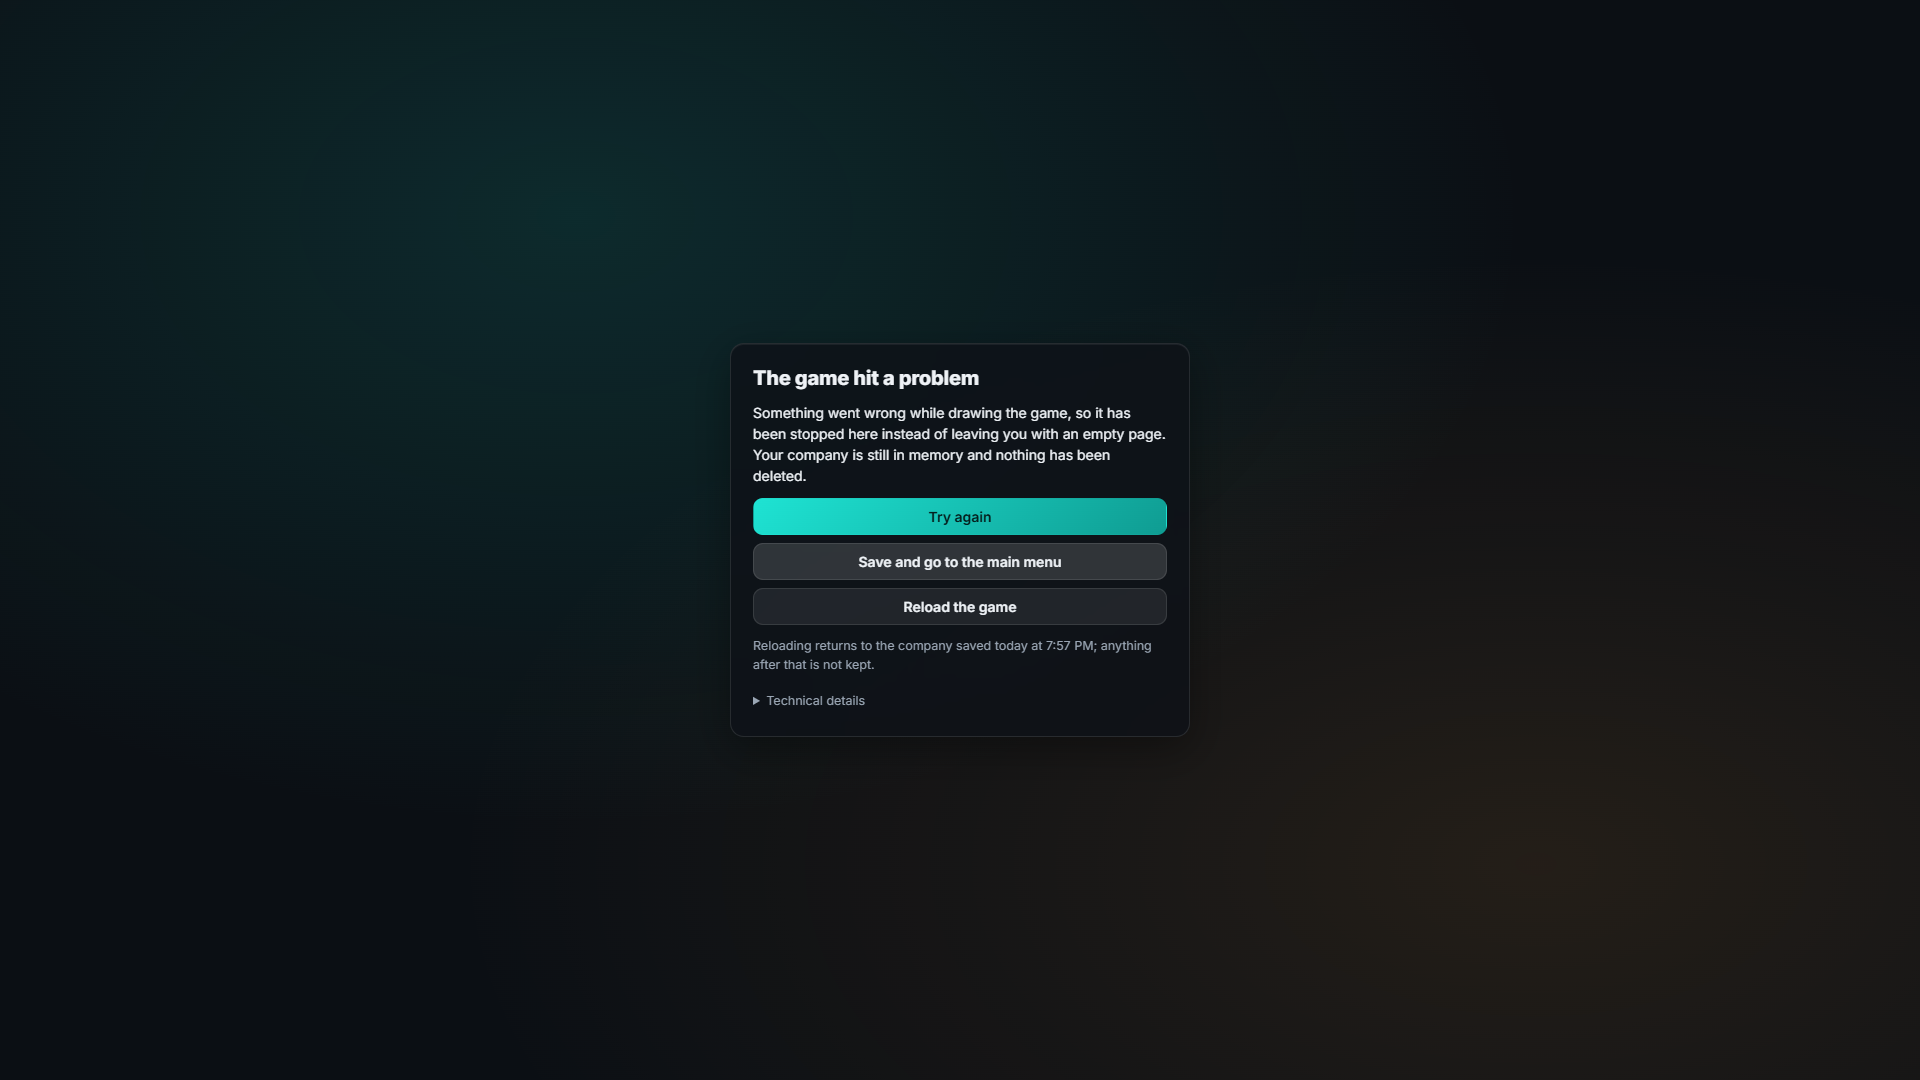 The game hit a problem
Something went wrong while drawing the game, so it has
been stopped here instead of leaving you with an empty page.
Your company is still in memory and nothing has been
deleted.
Try again
Save and go to the main menu
Reload the game
Reloading returns to the company saved today at 7:57 PM; anything
after that is not kept.
Technical details